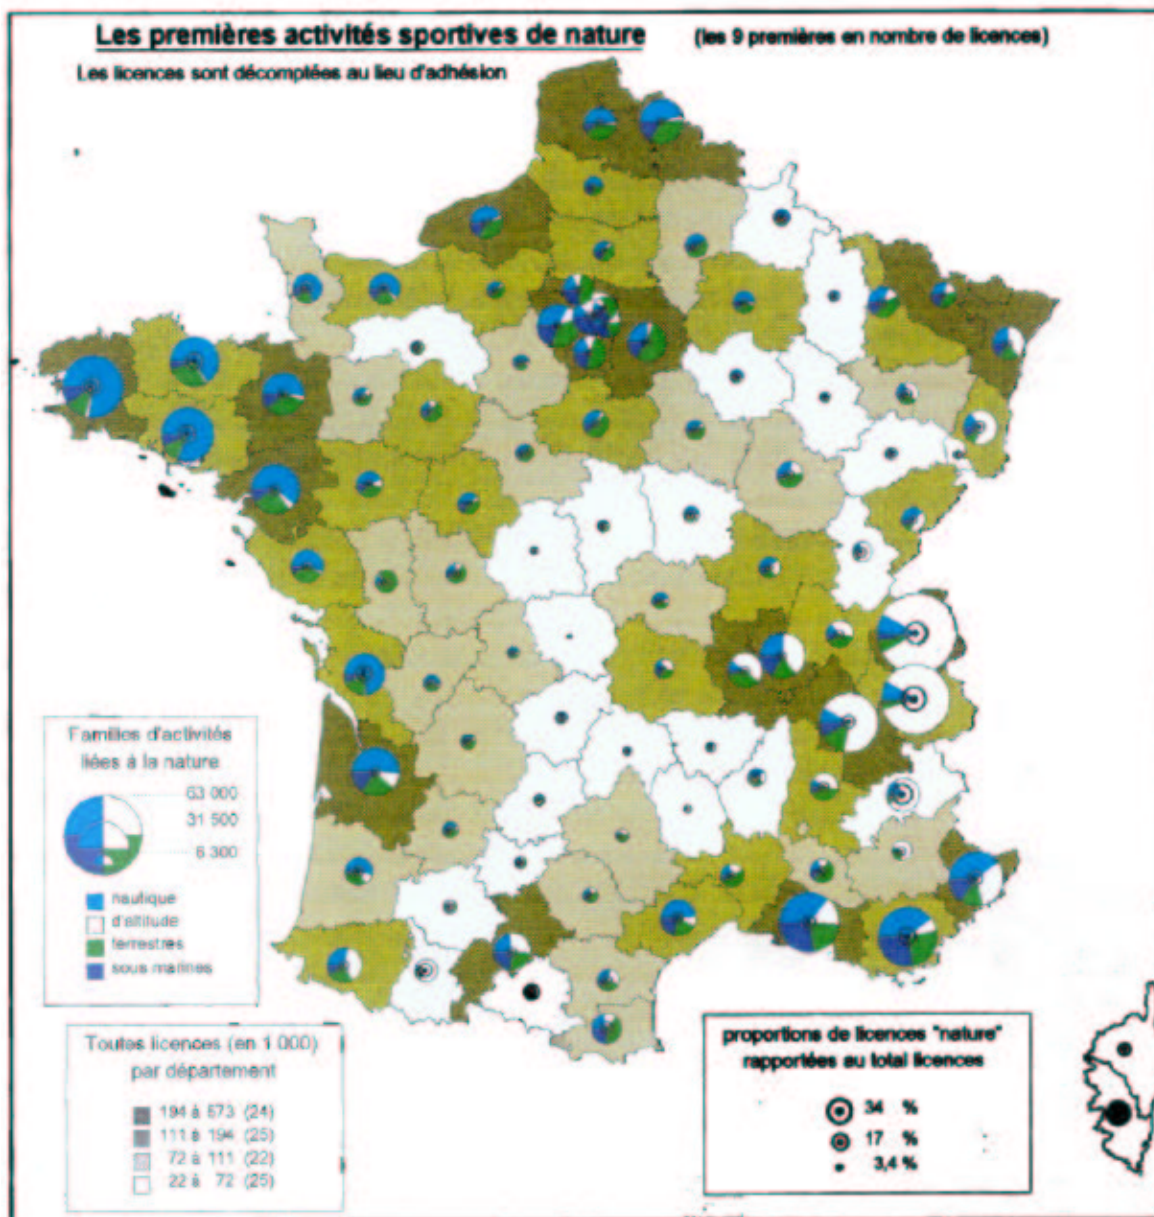 Les premières activités sportives de nature (les 9 premières en nombre de licences)
Les licences sont décomptées au lieu d'adhésion
Familles d'activités
liées à la nature
63 000
31 500
6 300
nautique
d'altitude
terrestres
sous marines
Toutes licences (en 1 000)
par département
194 à 573 (24)
111 à 194 (25)
72 à 111 (22)
22 à 72 (25)
proportions de licences "nature"
rapportées au total licences
34 %
17 %
3,4 %